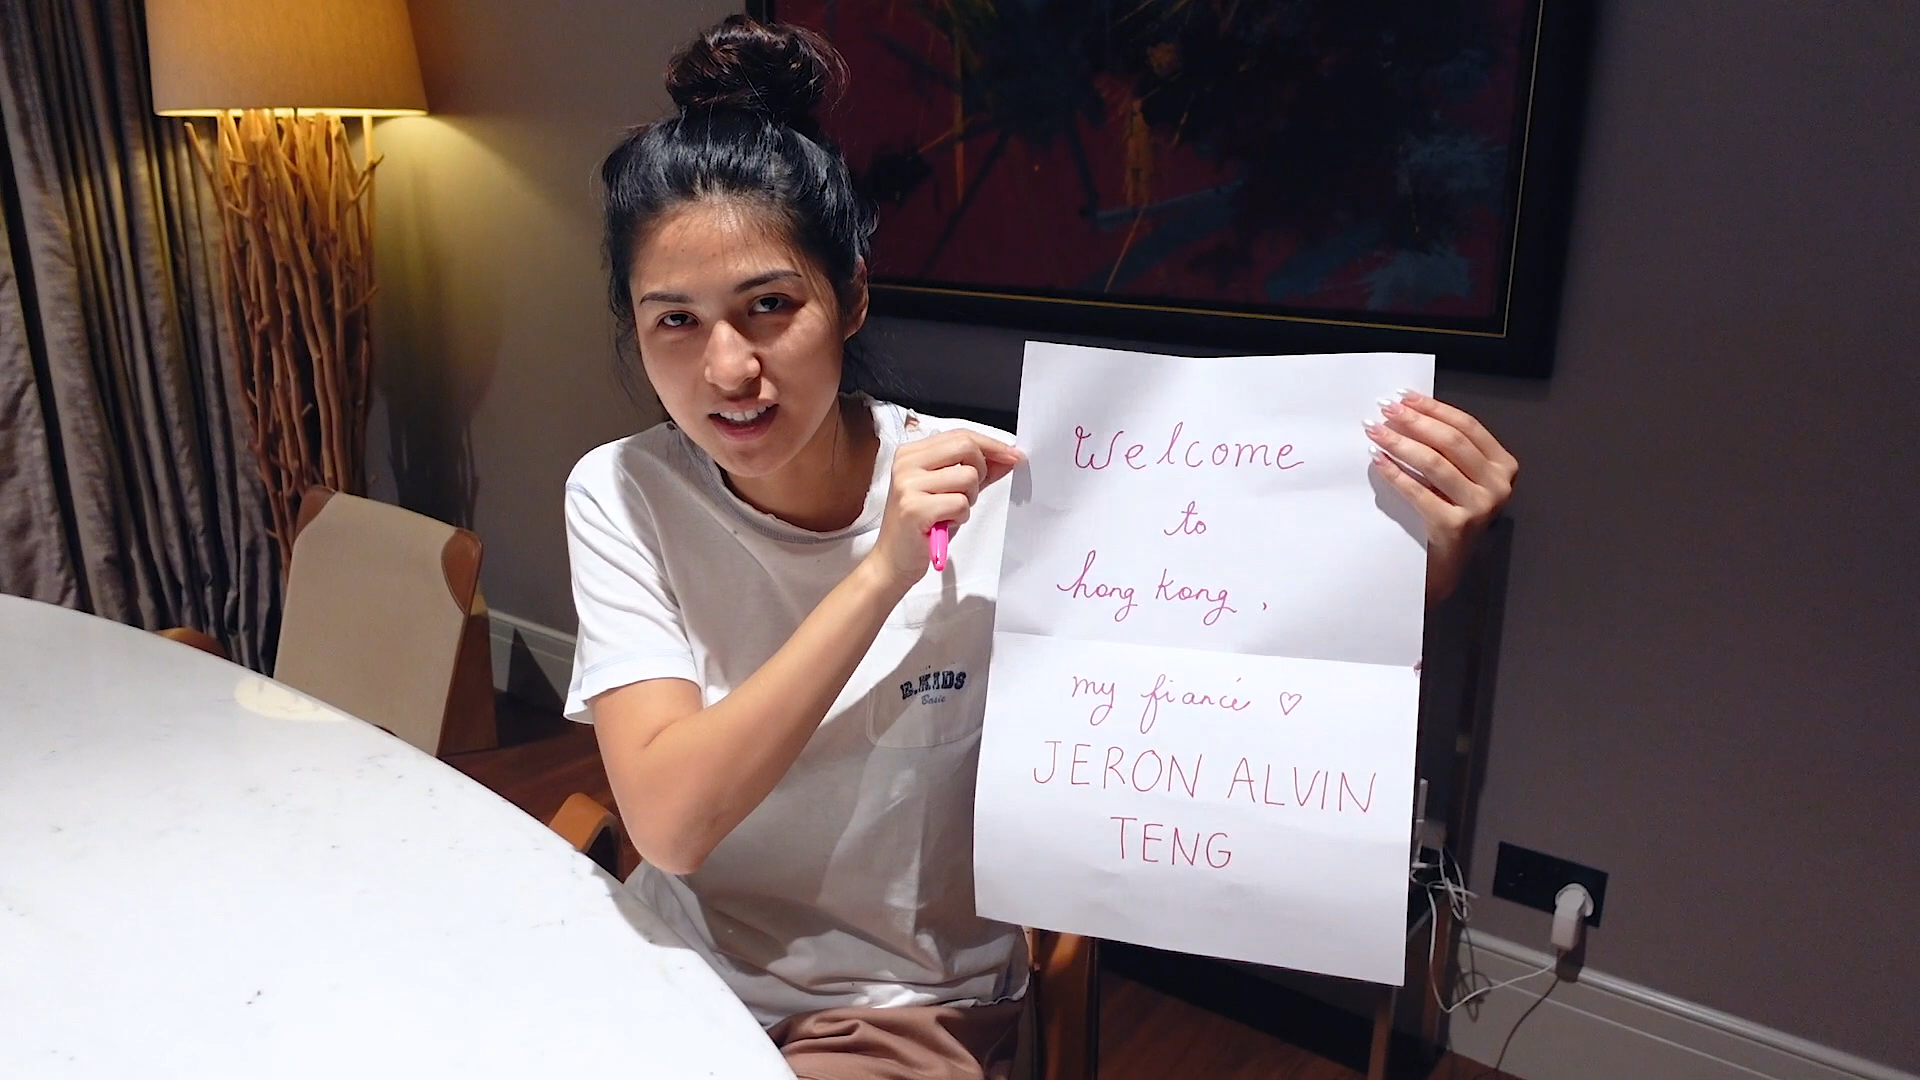 Welcome
to
hong kong,
my fiancé ♡
JERON ALVIN
TENG
R.KIDS
Basic